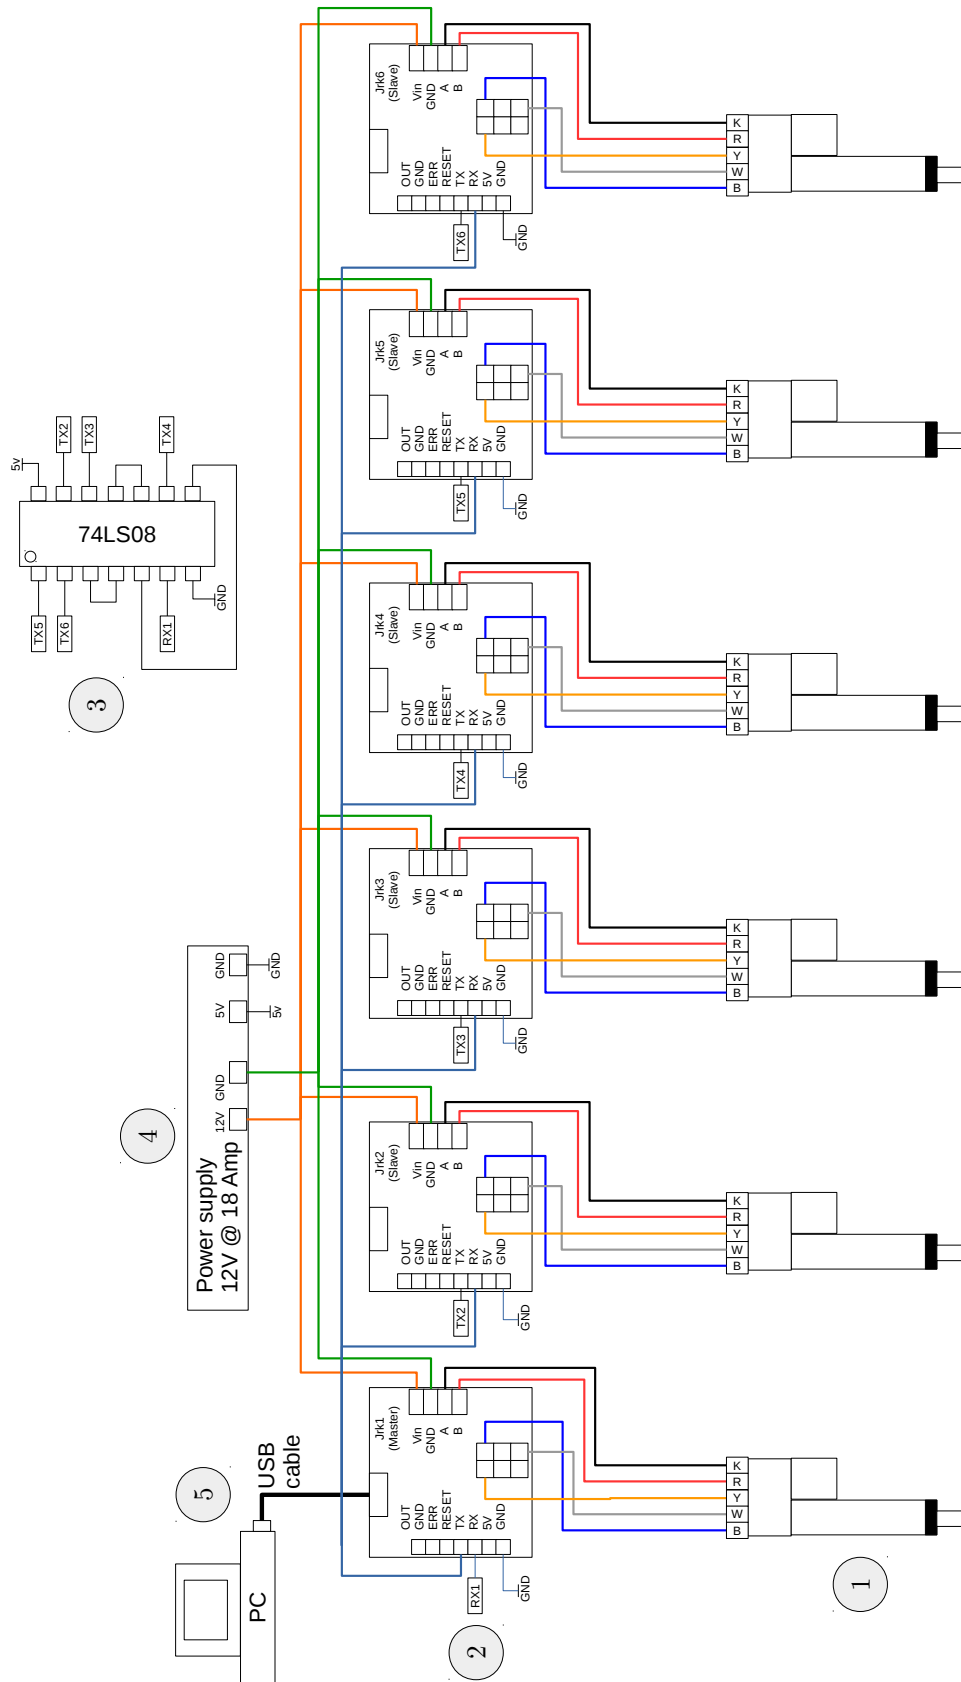 5v
TX2
TX3
TX4
74LS08
TX5
TX6
RX1
GND
3
Power supply
12V @ 18 Amp
12V
GND
5V
GND
5v
GND
4
5
USB
cable
PC
2
1
Jrk6
(Slave)
Vin
GND
A
B
OUT
GND
ERR
RESET
TX
RX
5V
GND
TX6
GND
K
R
Y
W
B
Jrk5
(Slave)
Vin
GND
A
B
OUT
GND
ERR
RESET
TX
RX
5V
GND
TX5
GND
K
R
Y
W
B
Jrk4
(Slave)
Vin
GND
A
B
OUT
GND
ERR
RESET
TX
RX
5V
GND
TX4
GND
K
R
Y
W
B
Jrk3
(Slave)
Vin
GND
A
B
OUT
GND
ERR
RESET
TX
RX
5V
GND
TX3
GND
K
R
Y
W
B
Jrk2
(Slave)
Vin
GND
A
B
OUT
GND
ERR
RESET
TX
RX
5V
GND
TX2
GND
K
R
Y
W
B
Jrk1
(Master)
Vin
GND
A
B
OUT
GND
ERR
RESET
TX
RX
5V
GND
RX1
GND
K
R
Y
W
B